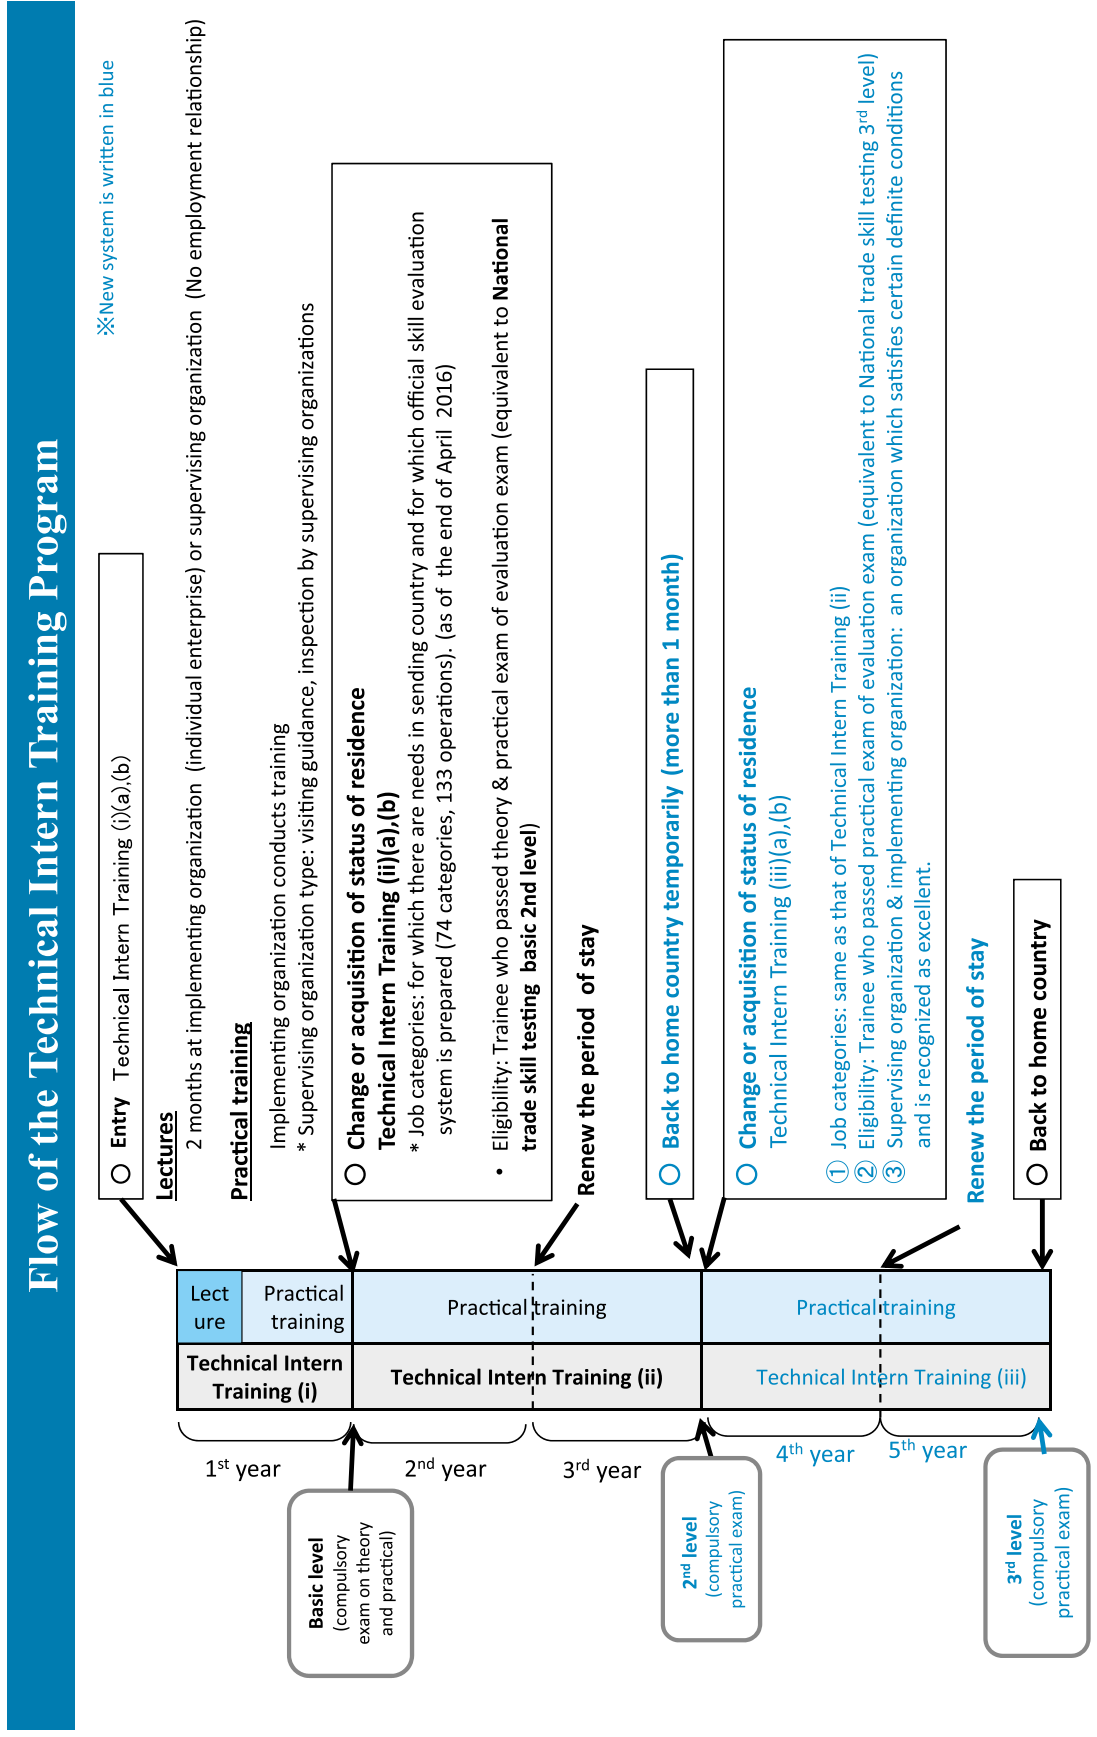 Flow of the Technical Intern Training Program
※New system is written in blue
○ Entry Technical Intern Training (i)(a),(b)
Lectures
2 months at implementing organization (individual enterprise) or supervising organization (No employment relationship)
Practical training
Implementing organization conducts training
* Supervising organization type: visiting guidance, inspection by supervising organizations
○ Change or acquisition of status of residence
Technical Intern Training (ii)(a),(b)
* Job categories: for which there are needs in sending country and for which official skill evaluation
system is prepared (74 categories, 133 operations). (as of the end of April 2016)
• Eligibility: Trainee who passed theory & practical exam of evaluation exam (equivalent to National
trade skill testing basic 2nd level)
Renew the period of stay
○ Back to home country temporarily (more than 1 month)
○ Change or acquisition of status of residence
Technical Intern Training (iii)(a),(b)
① Job categories: same as that of Technical Intern Training (ii)
② Eligibility: Trainee who passed practical exam of evaluation exam (equivalent to National trade skill testing 3rd level)
③ Supervising organization & implementing organization: an organization which satisfies certain definite conditions
and is recognized as excellent.
Renew the period of stay
○ Back to home country
Lect
ure
Practical
training
Practical training
Practical training
Technical Intern
Training (i)
Technical Intern Training (ii)
Technical Intern Training (iii)
1st year
2nd year
3rd year
4th year
5th year
Basic level
(compulsory
exam on theory
and practical)
2nd level
(compulsory
practical exam)
3rd level
(compulsory
practical exam)